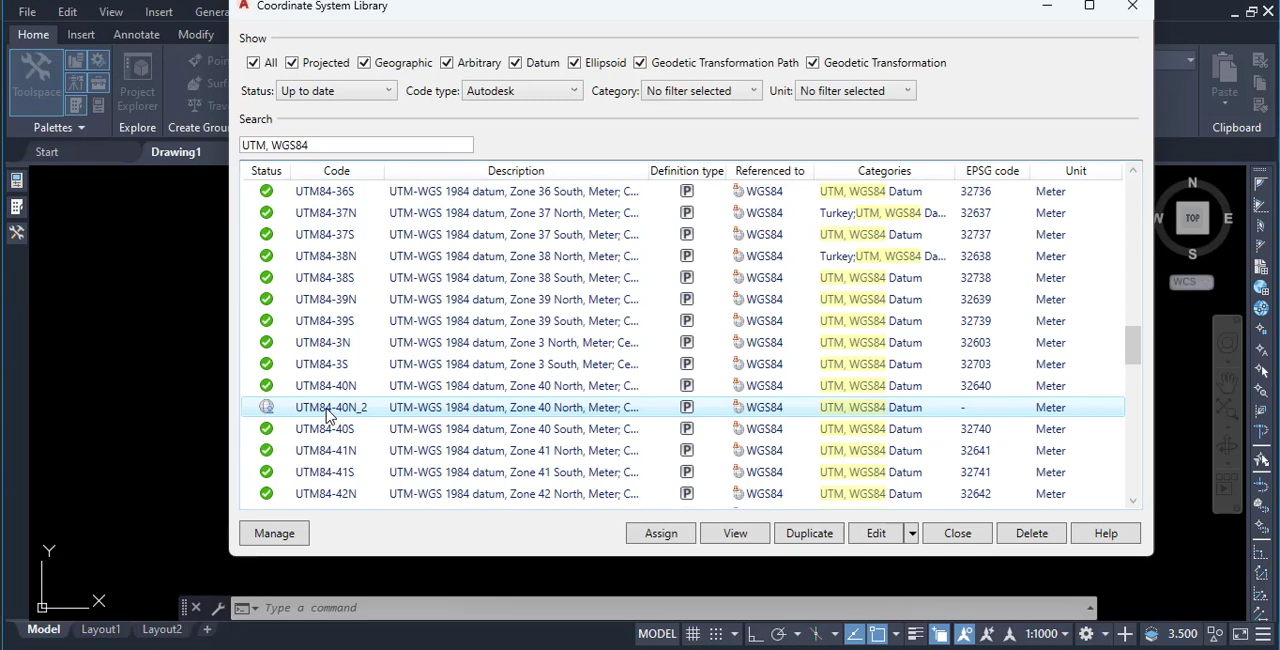 File Edit View Insert General
Coordinate System Library
Home Insert Annotate Modify
Show
All Projected Geographic Arbitrary Datum Ellipsoid Geodetic Transformation Path Geodetic Transformation
Status: Up to date Code type: Autodesk Category: No filter selected Unit: No filter selected
Toolspace
Project
Explorer
Paste
Palettes Explore Create Grou
Clipboard
Search
UTM, WGS84
Start Drawing1
Status Code Description Definition type Referenced to Categories EPSG code Unit
UTM84-36S UTM-WGS 1984 datum, Zone 36 South, Meter; C... P WGS84 UTM, WGS84 Datum 32736 Meter
UTM84-37N UTM-WGS 1984 datum, Zone 37 North, Meter; C... P WGS84 Turkey;UTM, WGS84 Da... 32637 Meter
UTM84-37S UTM-WGS 1984 datum, Zone 37 South, Meter; C... P WGS84 UTM, WGS84 Datum 32737 Meter
UTM84-38N UTM-WGS 1984 datum, Zone 38 North, Meter; C... P WGS84 Turkey;UTM, WGS84 Da... 32638 Meter
UTM84-38S UTM-WGS 1984 datum, Zone 38 South, Meter; C... P WGS84 UTM, WGS84 Datum 32738 Meter
UTM84-39N UTM-WGS 1984 datum, Zone 39 North, Meter; C... P WGS84 UTM, WGS84 Datum 32639 Meter
UTM84-39S UTM-WGS 1984 datum, Zone 39 South, Meter; C... P WGS84 UTM, WGS84 Datum 32739 Meter
UTM84-3N UTM-WGS 1984 datum, Zone 3 North, Meter; Ce... P WGS84 UTM, WGS84 Datum 32603 Meter
UTM84-3S UTM-WGS 1984 datum, Zone 3 South, Meter; Ce... P WGS84 UTM, WGS84 Datum 32703 Meter
UTM84-40N UTM-WGS 1984 datum, Zone 40 North, Meter; C... P WGS84 UTM, WGS84 Datum 32640 Meter
UTM84-40N_2 UTM-WGS 1984 datum, Zone 40 North, Meter; C... P WGS84 UTM, WGS84 Datum - Meter
UTM84-40S UTM-WGS 1984 datum, Zone 40 South, Meter; C... P WGS84 UTM, WGS84 Datum 32740 Meter
UTM84-41N UTM-WGS 1984 datum, Zone 41 North, Meter; C... P WGS84 UTM, WGS84 Datum 32641 Meter
UTM84-41S UTM-WGS 1984 datum, Zone 41 South, Meter; C... P WGS84 UTM, WGS84 Datum 32741 Meter
UTM84-42N UTM-WGS 1984 datum, Zone 42 North, Meter; C... P WGS84 UTM, WGS84 Datum 32642 Meter
N
W TOP E
S
WCS
Manage Assign View Duplicate Edit Close Delete Help
Y
X
Type a command
Model Layout1 Layout2 +
MODEL 1:1000 3.500